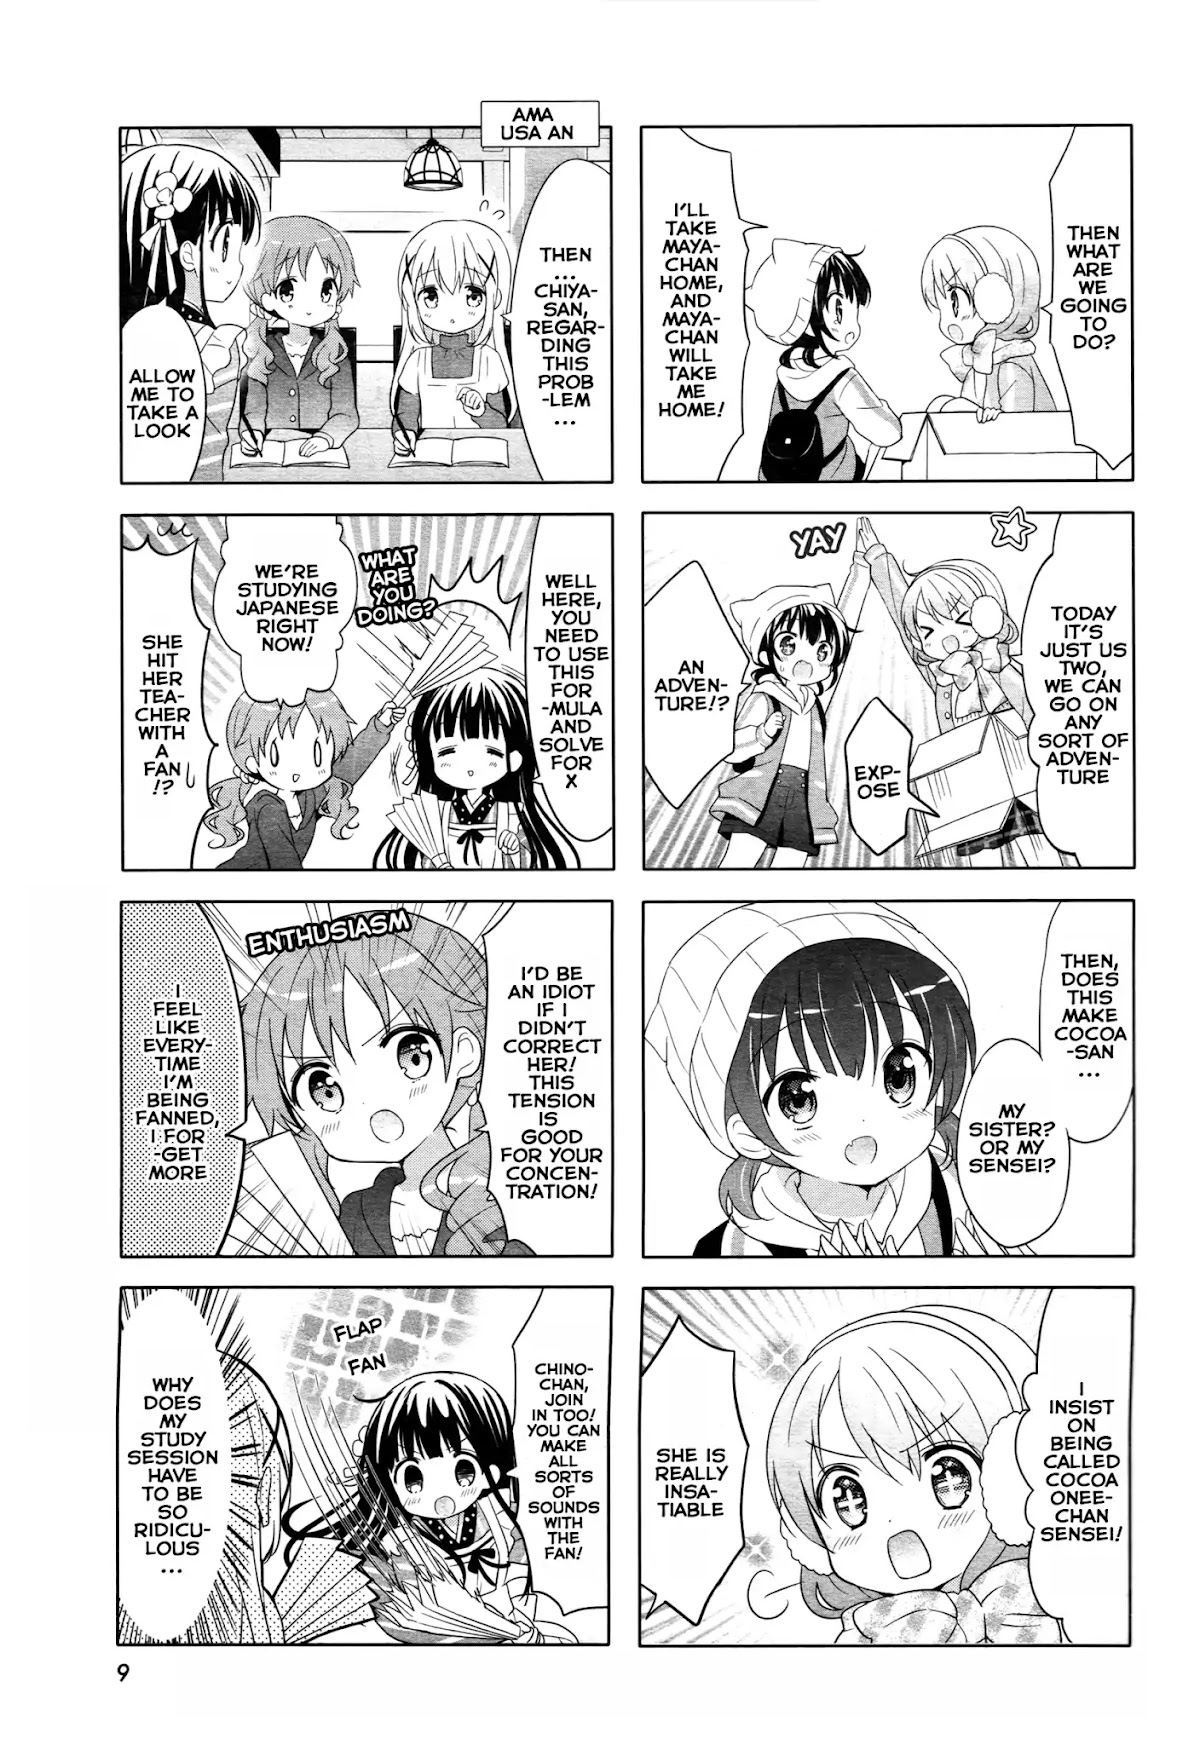 THEN
WHAT
ARE
WE
GOING
TO
DO?
I'LL
TAKE
MAYA-
CHAN
HOME,
AND
MAYA-
CHAN
WILL
TAKE
ME
HOME!
YAY
TODAY
IT'S
JUST US
TWO,
WE CAN
GO ON
ANY
SORT OF
ADVEN-
TURE
EXP-
OSE
AN
ADVEN-
TURE!?
THEN,
DOES
THIS
MAKE
COCOA
-SAN
...
MY
SISTER?
OR MY
SENSEI?
I
INSIST
ON
BEING
CALLED
COCOA
ONEE-
CHAN
SENSEI!
SHE IS
REALLY
INSA-
TIABLE
AMA
USA AN
THEN
...
CHIYA-
SAN,
REGAR-
DING
THIS
PROB
-LEM
...
ALLOW
ME TO
TAKE A
LOOK
WELL
HERE,
YOU
NEED
TO USE
THIS
FOR
-MULA
AND
SOLVE
FOR
X
WHAT
ARE
YOU
DOING?
WE'RE
STUDYING
JAPANESE
RIGHT
NOW!
SHE
HIT
HER
TEA-
CHER
WITH
A
FAN
!?
ENTHUSIASM
I'D BE
AN IDIOT
IF I
DIDN'T
CORRECT
HER!
THIS
TENSION
IS
GOOD
FOR YOUR
CONCEN-
TRATION!
I
FEEL
LIKE
EVERY-
TIME
I'M
BEING
FANNED,
I FOR
-GET
MORE
FLAP
FAN
CHINO-
CHAN,
JOIN
IN TOO!
YOU CAN
MAKE
ALL
SORTS
OF
SOUNDS
WITH
THE
FAN!
WHY
DOES
MY
STUDY
SESSION
HAVE
TO BE
SO
RIDICU-
LOUS
...
9